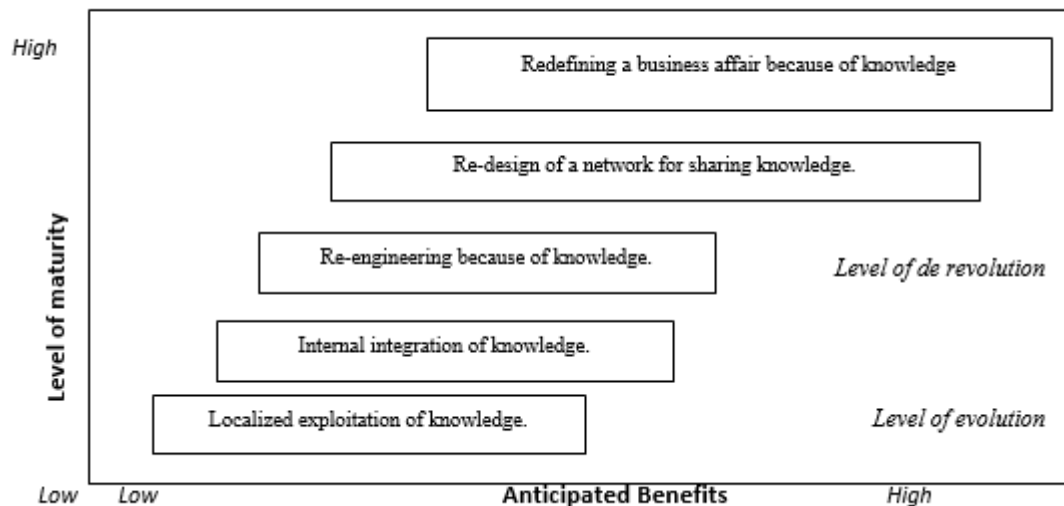 High
Redefining a business affair because of knowledge
Re-design of a network for sharing knowledge.
Level of maturity
Re-engineering because of knowledge.
Level of de revolution
Internal integration of knowledge.
Localized exploitation of knowledge.
Level of evolution
Low
Low
Anticipated Benefits
High